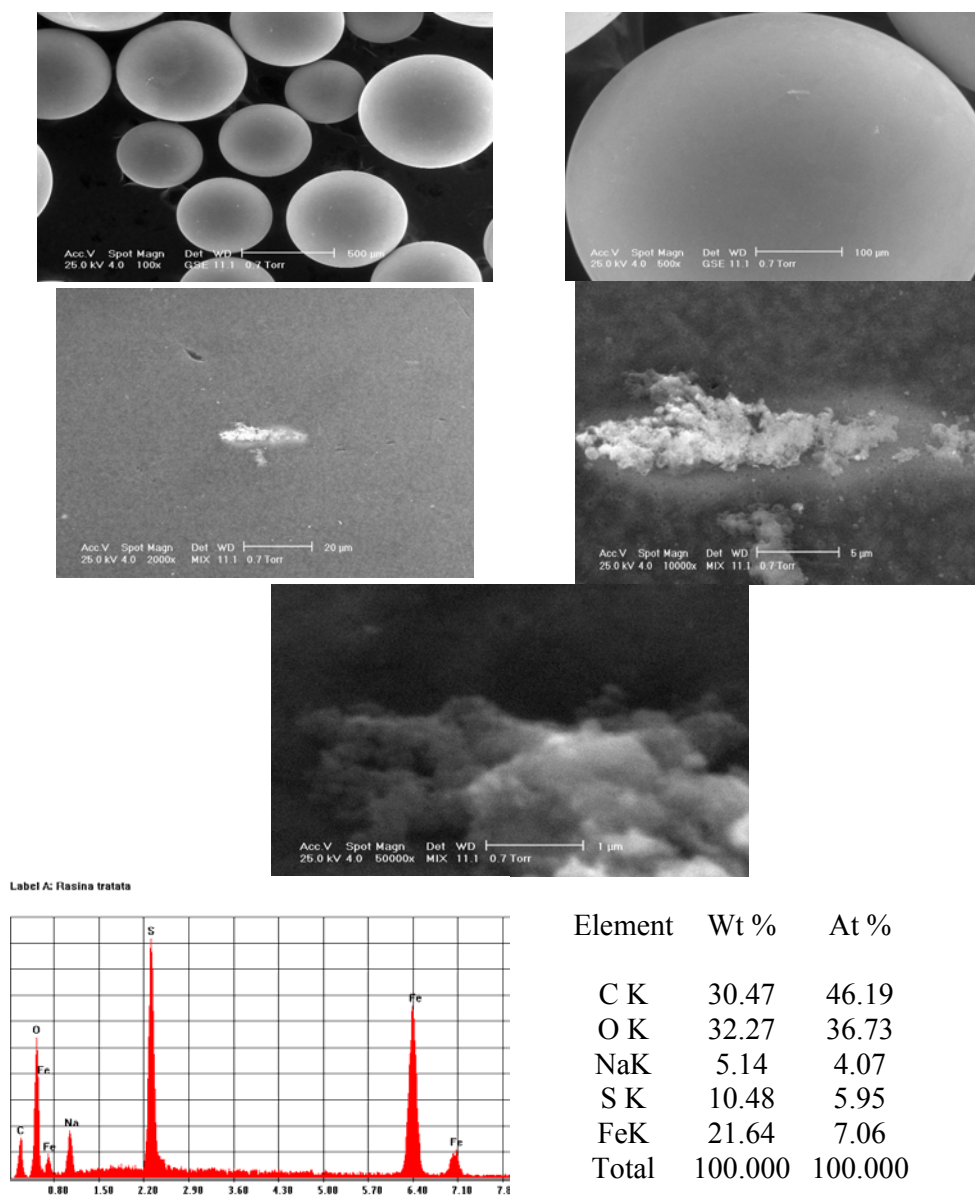 Acc.V Spot Magn Det WD 500 µm
25.0 kV 4.0 100x GSE 11.1 0.7 Torr
Acc.V Spot Magn Det WD 100 µm
25.0 kV 4.0 500x GSE 11.1 0.7 Torr
Acc.V Spot Magn Det WD 20 µm
25.0 kV 4.0 2000x MIX 11.1 0.7 Torr
Acc.V Spot Magn Det WD 5 µm
25.0 kV 4.0 10000x MIX 11.1 0.7 Torr
Acc.V Spot Magn Det WD 1 µm
25.0 kV 4.0 50000x MIX 11.1 0.7 Torr
Label A: Rasina tratata
S
Fe
O
Fe
Na
C
Fe
Fe
0.80 1.50 2.20 2.90 3.60 4.30 5.00 5.70 6.40 7.10 7.8
Element Wt % At %
C K 30.47 46.19
O K 32.27 36.73
NaK 5.14 4.07
S K 10.48 5.95
FeK 21.64 7.06
Total 100.000 100.000